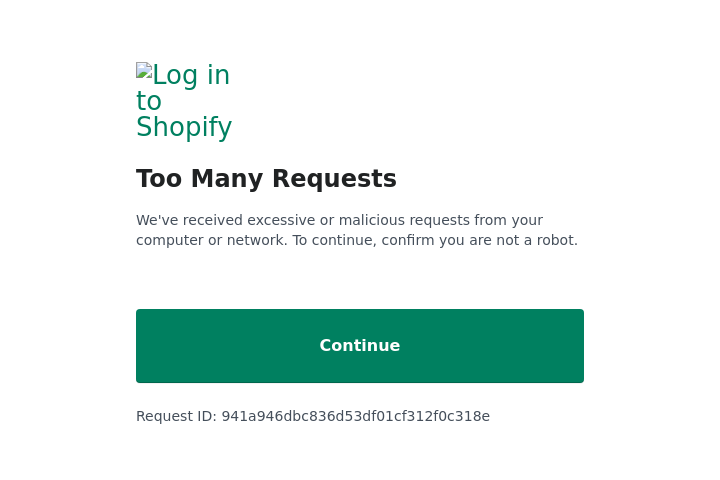 Log in
to
Shopify
Too Many Requests
We've received excessive or malicious requests from your
computer or network. To continue, confirm you are not a robot.
Continue
Request ID: 941a946dbc836d53df01cf312f0c318e